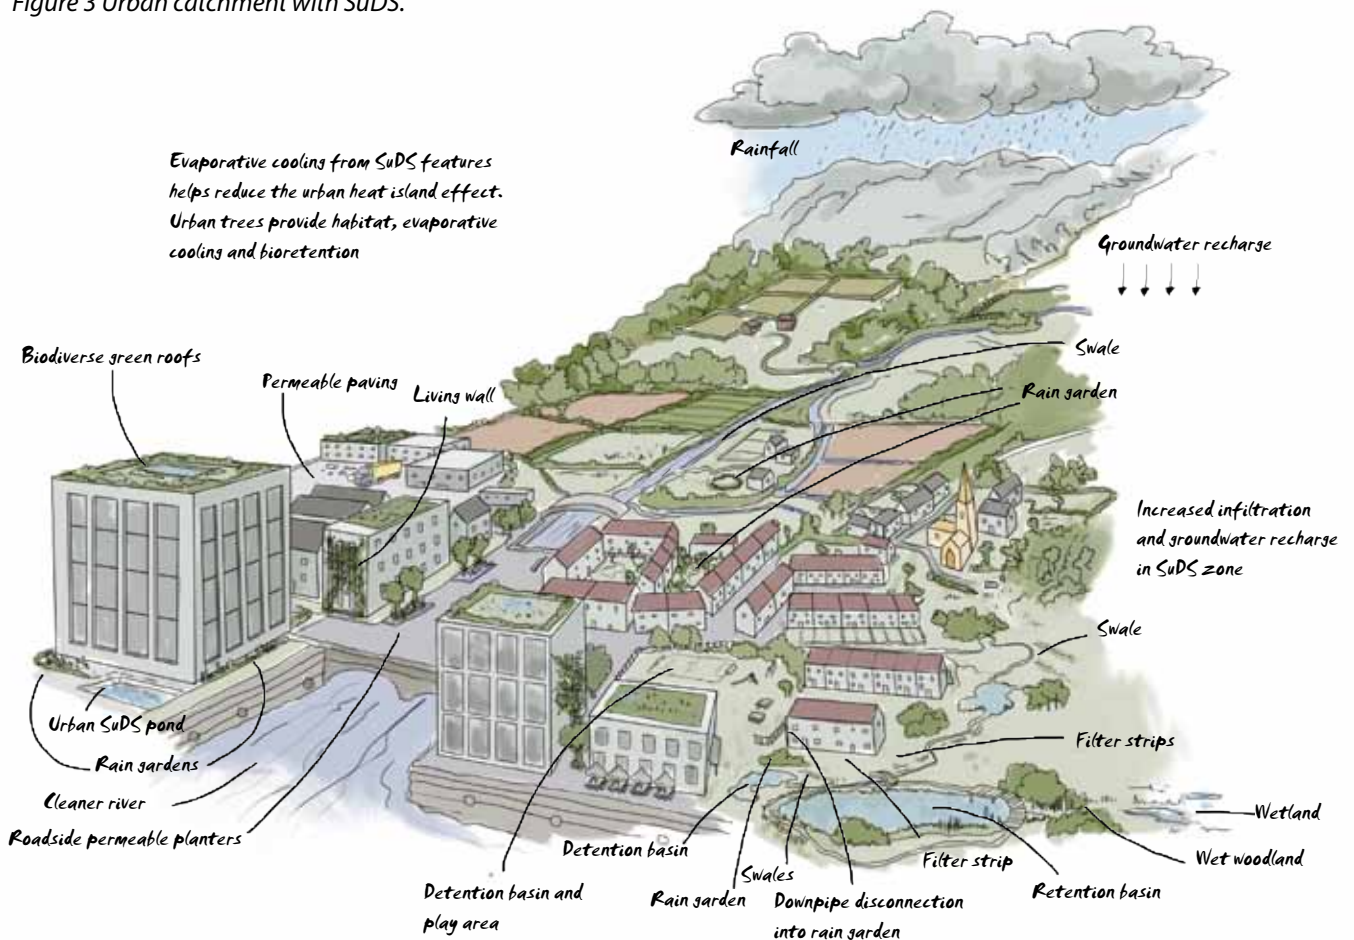 Figure 3 Urban catchment with SuDS.
Rainfall
Evaporative cooling from SuDS features
helps reduce the urban heat island effect.
Urban trees provide habitat, evaporative
cooling and bioretention
Groundwater recharge
Swale
Biodiverse green roofs
Permeable paving
Living wall
Rain garden
Increased infiltration
and groundwater recharge
in SuDS zone
Swale
Urban SuDS pond
Filter strips
Rain gardens
Cleaner river
Wetland
Roadside permeable planters
Detention basin
Wet woodland
Filter strip
Swales
Detention basin and
play area
Rain garden
Downpipe disconnection
into rain garden
Retention basin